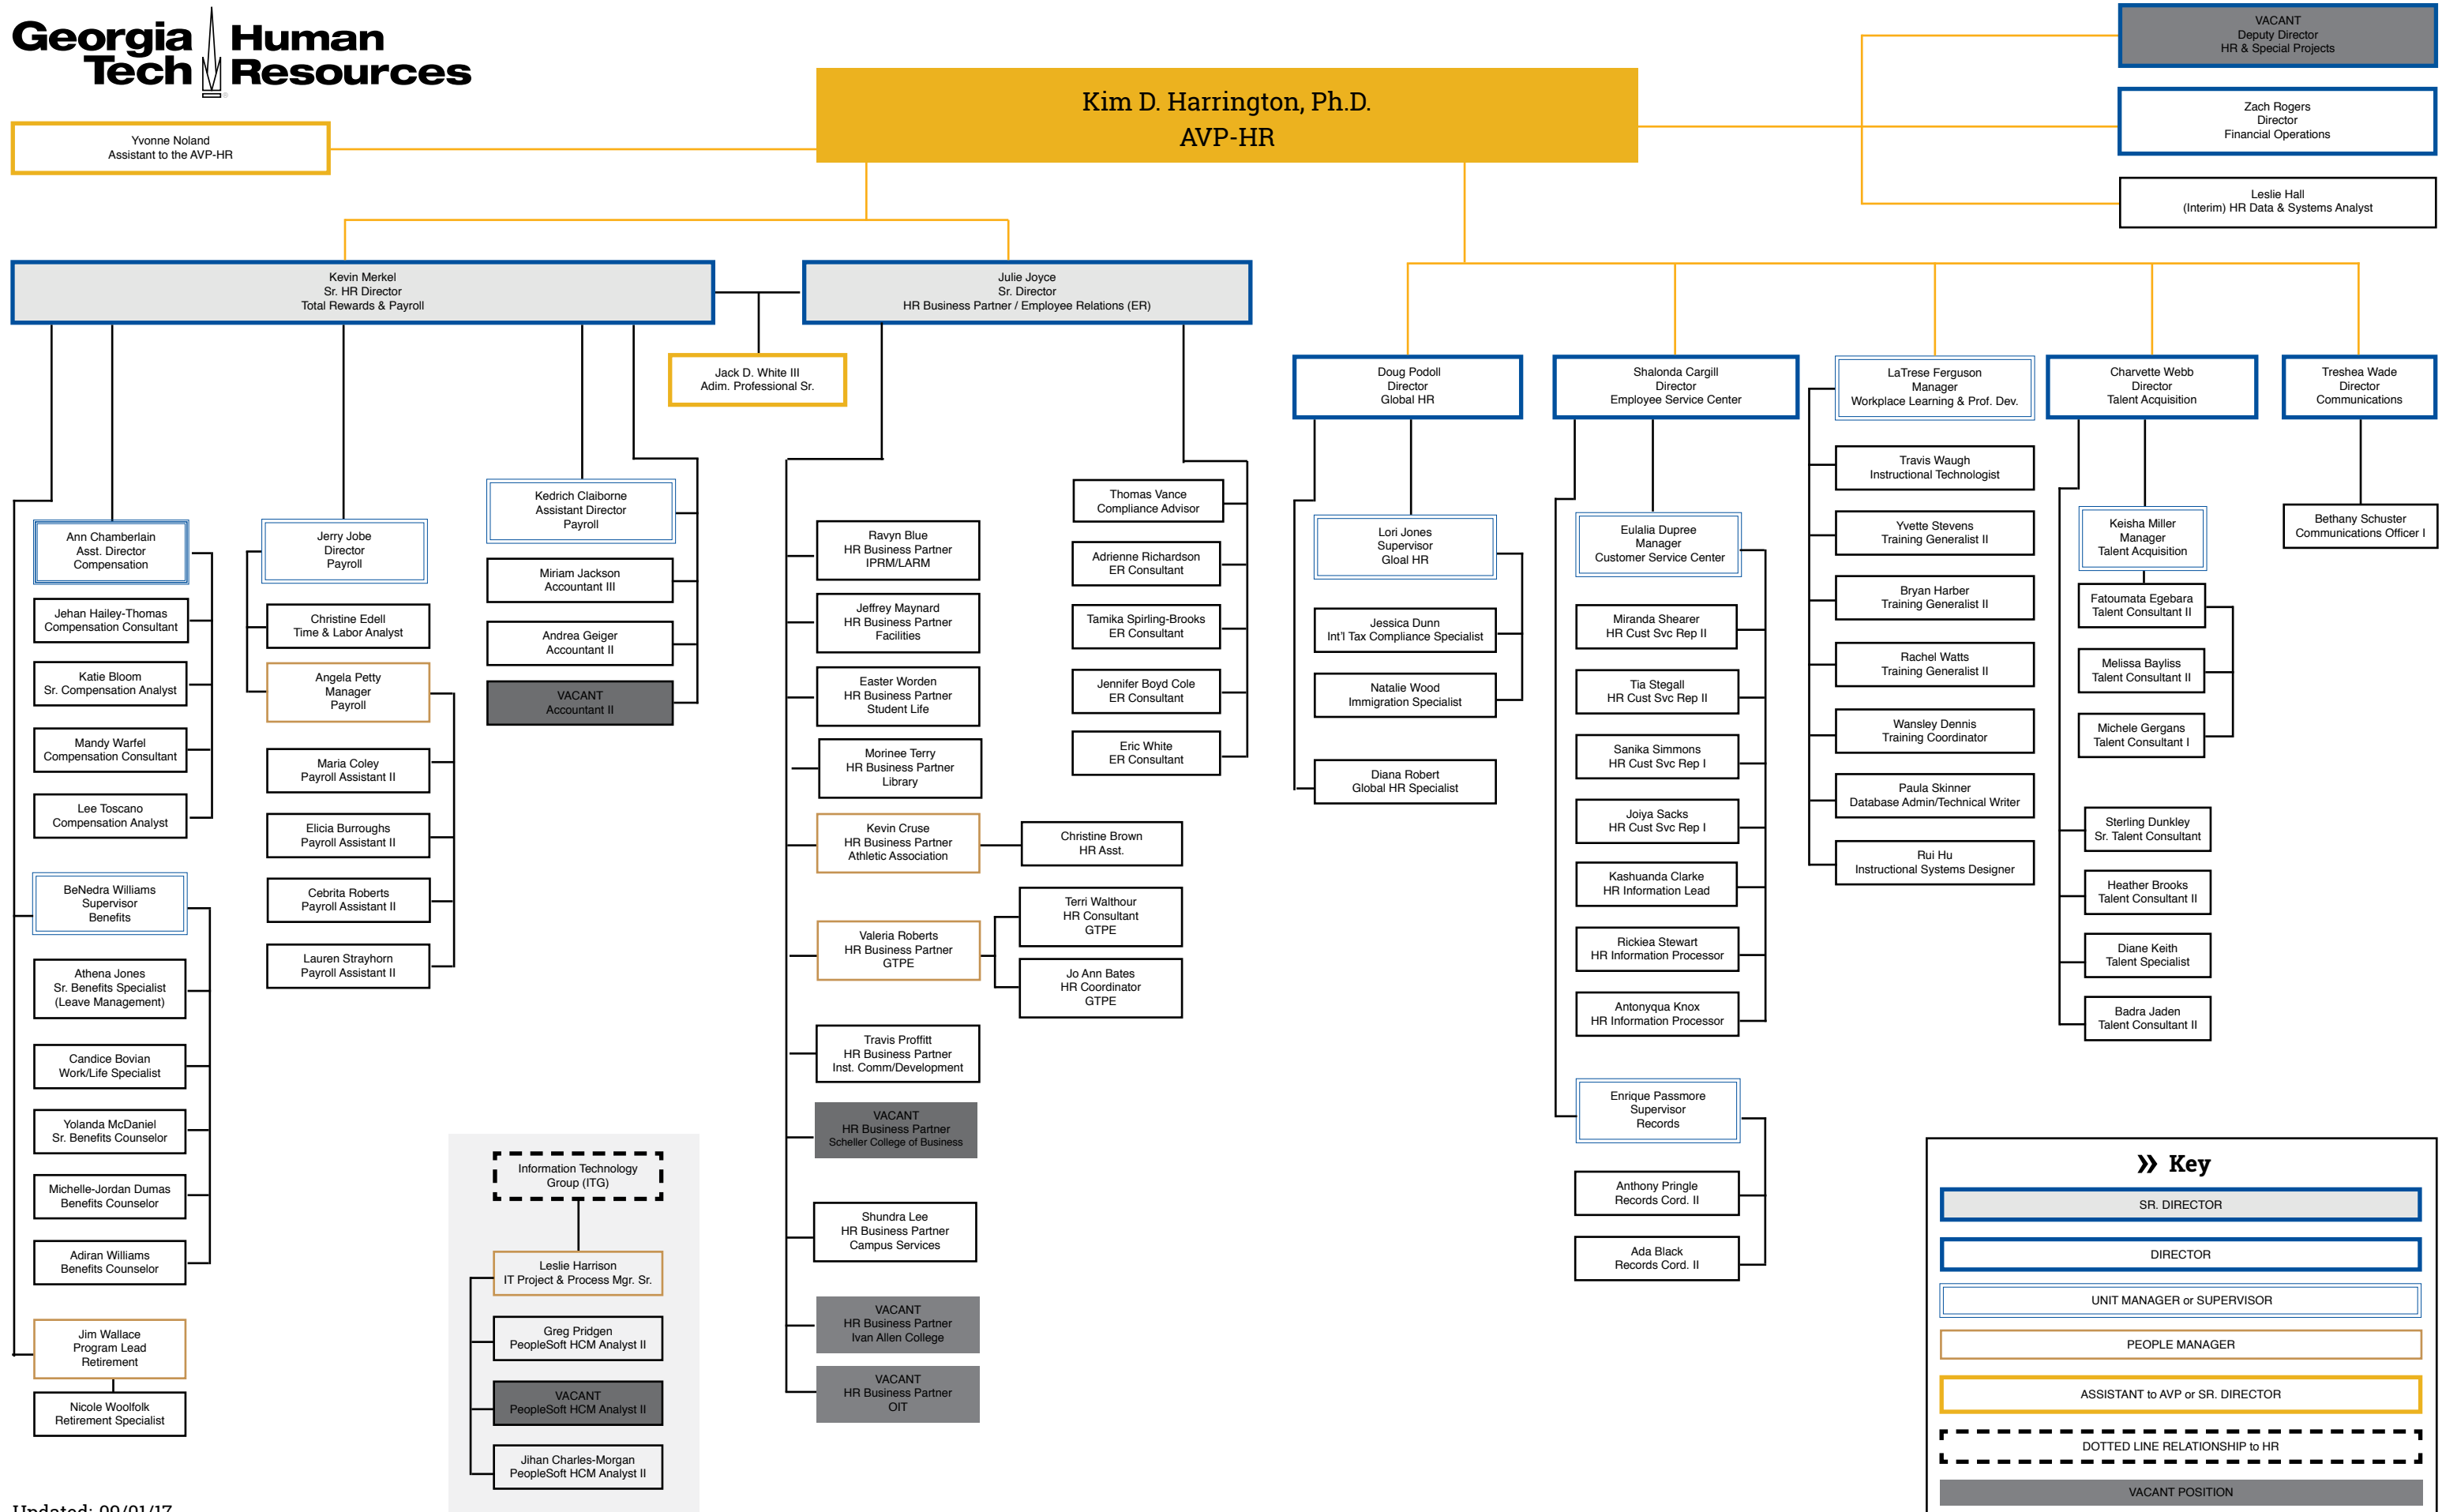 Georgia Tech
Human Resources
®
VACANT
Deputy Director
HR & Special Projects
Kim D. Harrington, Ph.D.
AVP-HR
Zach Rogers
Director
Financial Operations
Yvonne Noland
Assistant to the AVP-HR
Leslie Hall
(Interim) HR Data & Systems Analyst
Kevin Merkel
Sr. HR Director
Total Rewards & Payroll
Julie Joyce
Sr. Director
HR Business Partner / Employee Relations (ER)
Jack D. White III
Adim. Professional Sr.
Doug Podoll
Director
Global HR
Shalonda Cargill
Director
Employee Service Center
LaTrese Ferguson
Manager
Workplace Learning & Prof. Dev.
Charvette Webb
Director
Talent Acquisition
Treshea Wade
Director
Communications
Ann Chamberlain
Asst. Director
Compensation
Jehan Hailey-Thomas
Compensation Consultant
Katie Bloom
Sr. Compensation Analyst
Mandy Warfel
Compensation Consultant
Lee Toscano
Compensation Analyst
BeNedra Williams
Supervisor
Benefits
Athena Jones
Sr. Benefits Specialist
(Leave Management)
Candice Bovian
Work/Life Specialist
Yolanda McDaniel
Sr. Benefits Counselor
Michelle-Jordan Dumas
Benefits Counselor
Adiran Williams
Benefits Counselor
Jim Wallace
Program Lead
Retirement
Nicole Woolfolk
Retirement Specialist
Jerry Jobe
Director
Payroll
Christine Edell
Time & Labor Analyst
Angela Petty
Manager
Payroll
Maria Coley
Payroll Assistant II
Elicia Burroughs
Payroll Assistant II
Cebrita Roberts
Payroll Assistant II
Lauren Strayhorn
Payroll Assistant II
Kedrich Claiborne
Assistant Director
Payroll
Miriam Jackson
Accountant III
Andrea Geiger
Accountant II
VACANT
Accountant II
Information Technology
Group (ITG)
Leslie Harrison
IT Project & Process Mgr. Sr.
Greg Pridgen
PeopleSoft HCM Analyst II
VACANT
PeopleSoft HCM Analyst II
Jihan Charles-Morgan
PeopleSoft HCM Analyst II
Ravyn Blue
HR Business Partner
IPRM/LARM
Jeffrey Maynard
HR Business Partner
Facilities
Easter Worden
HR Business Partner
Student Life
Morinee Terry
HR Business Partner
Library
Kevin Cruse
HR Business Partner
Athletic Association
Christine Brown
HR Asst.
Valeria Roberts
HR Business Partner
GTPE
Terri Walthour
HR Consultant
GTPE
Jo Ann Bates
HR Coordinator
GTPE
Travis Proffitt
HR Business Partner
Inst. Comm/Development
VACANT
HR Business Partner
Scheller College of Business
Shundra Lee
HR Business Partner
Campus Services
VACANT
HR Business Partner
Ivan Allen College
VACANT
HR Business Partner
OIT
Thomas Vance
Compliance Advisor
Adrienne Richardson
ER Consultant
Tamika Spirling-Brooks
ER Consultant
Jennifer Boyd Cole
ER Consultant
Eric White
ER Consultant
Lori Jones
Supervisor
Gloal HR
Jessica Dunn
Int'l Tax Compliance Specialist
Natalie Wood
Immigration Specialist
Diana Robert
Global HR Specialist
Eulalia Dupree
Manager
Customer Service Center
Miranda Shearer
HR Cust Svc Rep II
Tia Stegall
HR Cust Svc Rep II
Sanika Simmons
HR Cust Svc Rep I
Joiya Sacks
HR Cust Svc Rep I
Kashuanda Clarke
HR Information Lead
Rickiea Stewart
HR Information Processor
Antonyqua Knox
HR Information Processor
Enrique Passmore
Supervisor
Records
Anthony Pringle
Records Cord. II
Ada Black
Records Cord. II
Travis Waugh
Instructional Technologist
Yvette Stevens
Training Generalist II
Bryan Harber
Training Generalist II
Rachel Watts
Training Generalist II
Wansley Dennis
Training Coordinator
Paula Skinner
Database Admin/Technical Writer
Rui Hu
Instructional Systems Designer
Keisha Miller
Manager
Talent Acquisition
Fatoumata Egebara
Talent Consultant II
Melissa Bayliss
Talent Consultant II
Michele Gergans
Talent Consultant I
Sterling Dunkley
Sr. Talent Consultant
Heather Brooks
Talent Consultant II
Diane Keith
Talent Specialist
Badra Jaden
Talent Consultant II
Bethany Schuster
Communications Officer I
» Key
SR. DIRECTOR
DIRECTOR
UNIT MANAGER or SUPERVISOR
PEOPLE MANAGER
ASSISTANT to AVP or SR. DIRECTOR
DOTTED LINE RELATIONSHIP to HR
VACANT POSITION
Updated: 09/01/17